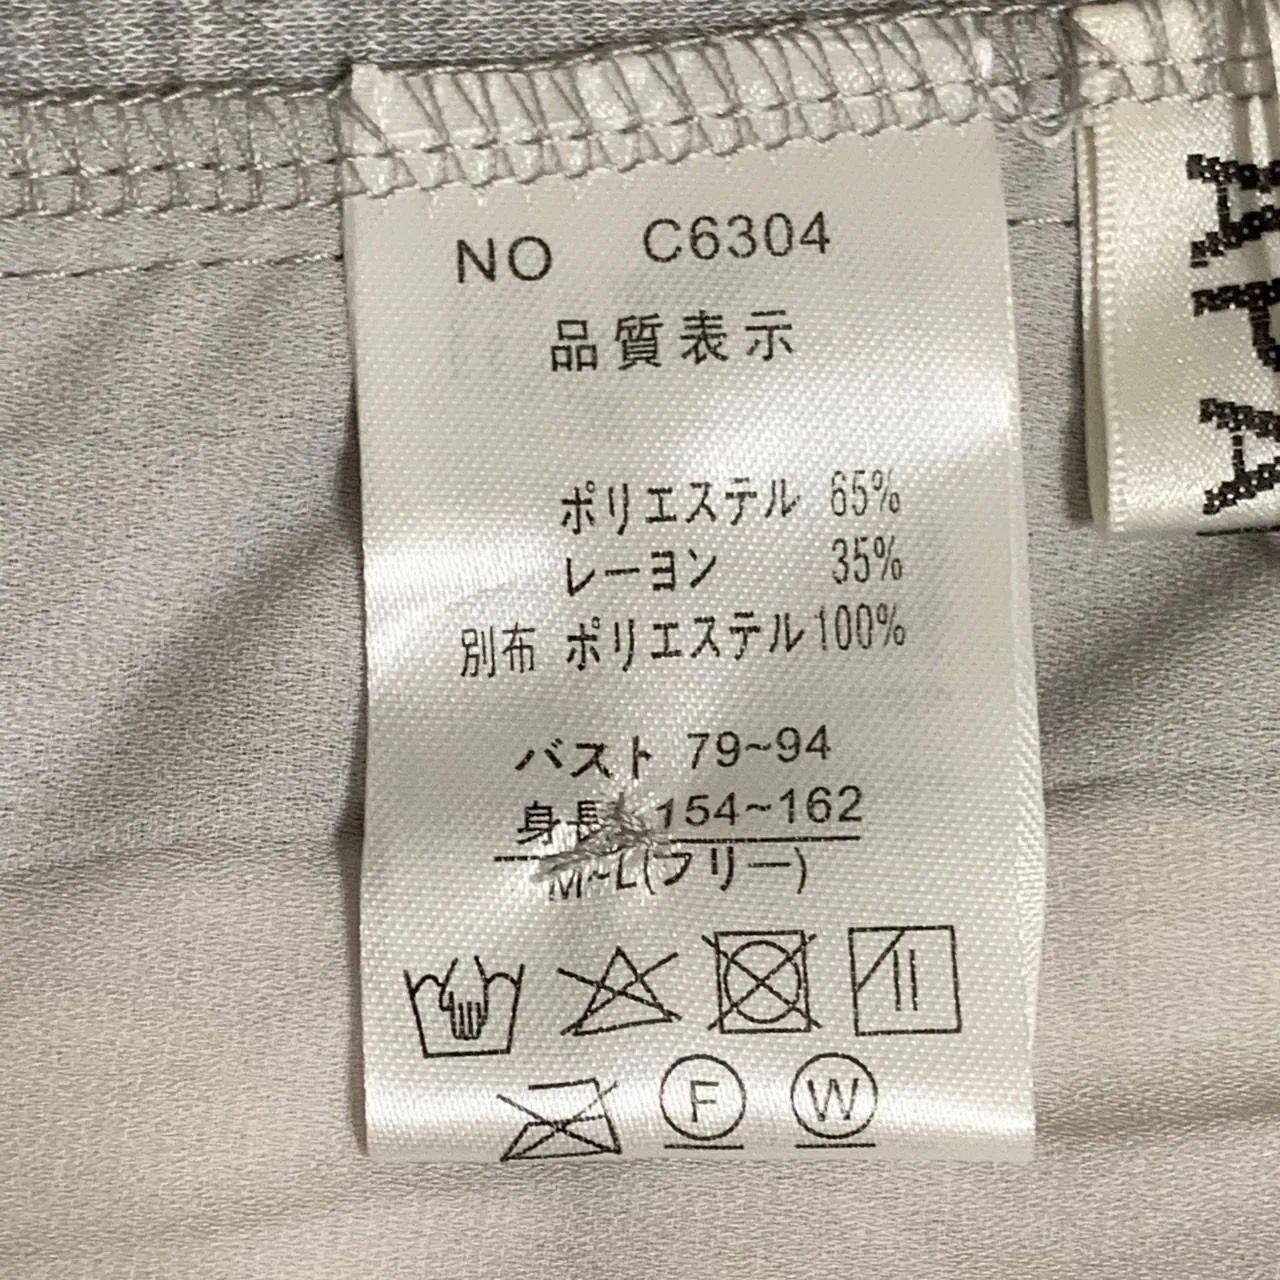 NO C6304
品質表示
ポリエステル 65%
レーヨン 35%
別布 ポリエステル100%
バスト 79~94
身長 154~162
M~L(フリー)
F W